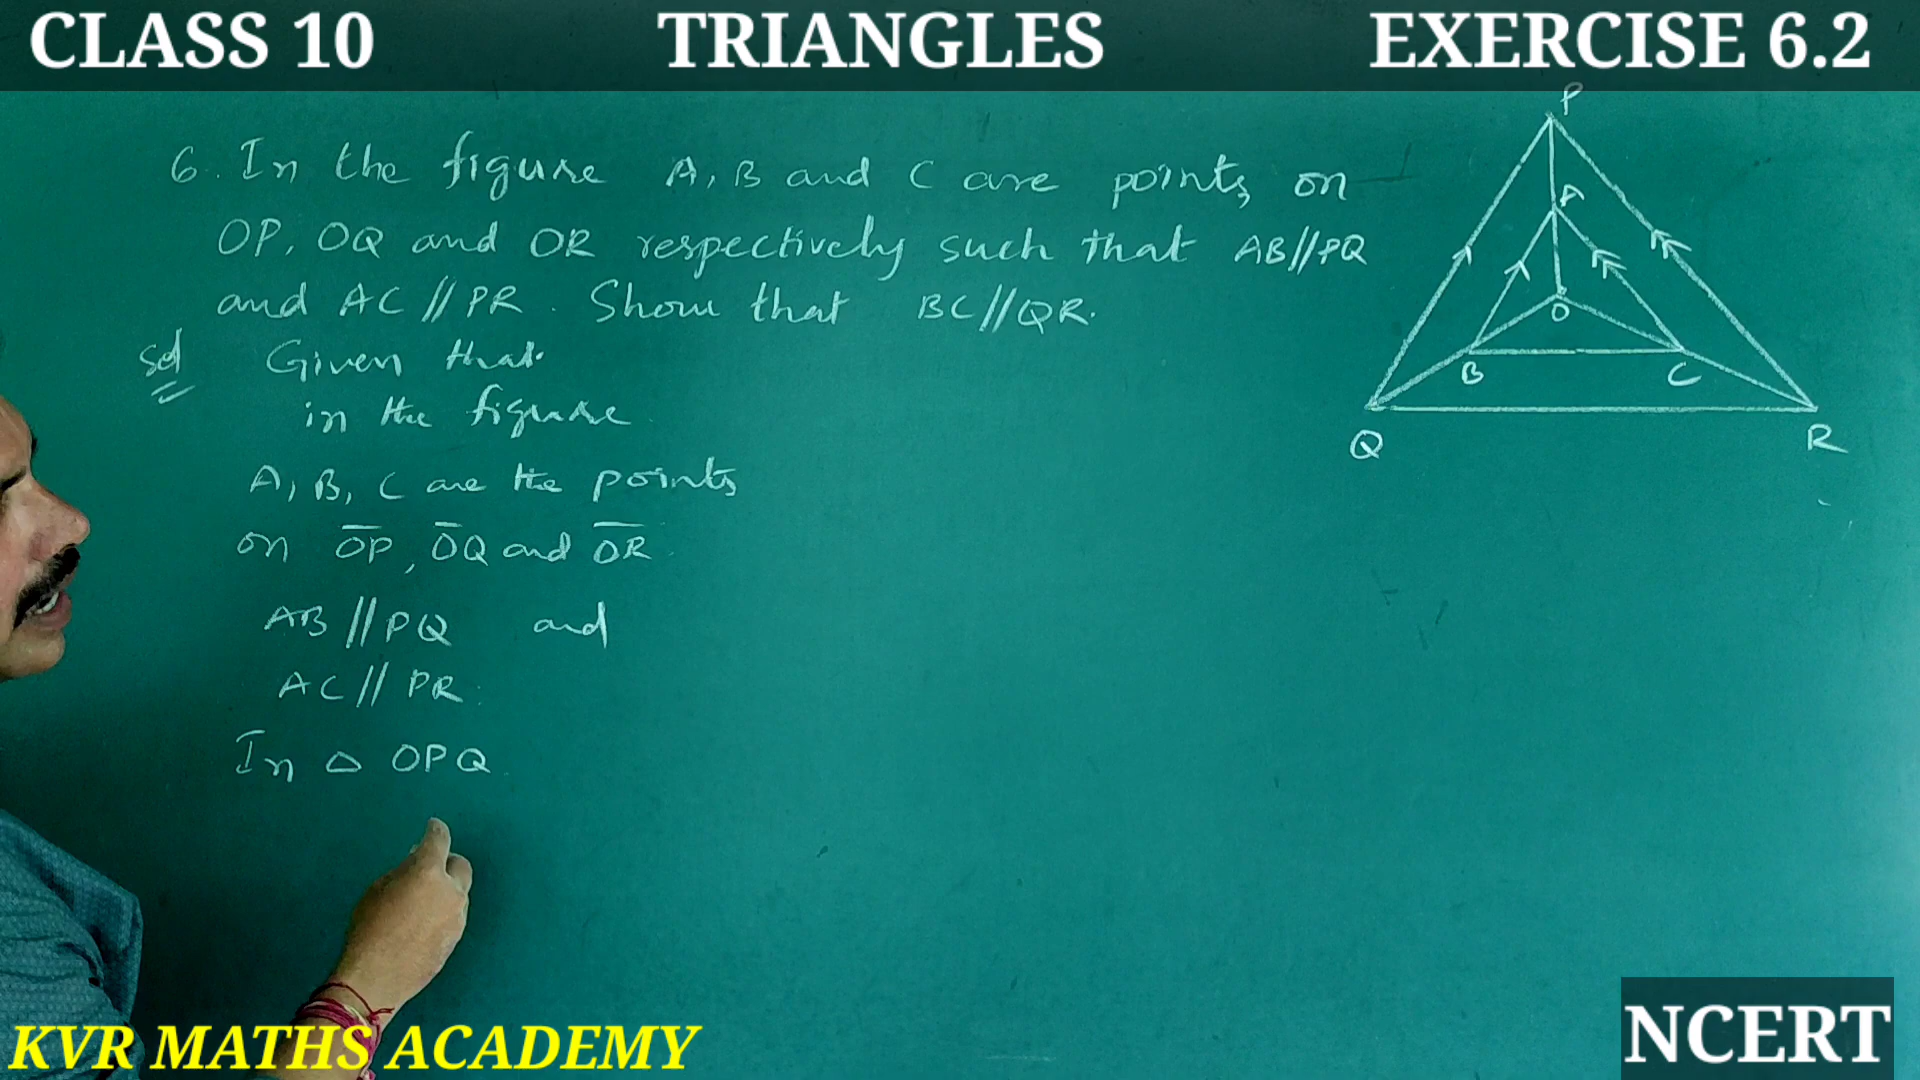 CLASS 10 TRIANGLES EXERCISE 6.2
6. In the figure A, B and C are points on
OP, OQ and OR respectively such that AB//PQ
and AC // PR. Show that BC//QR.
Sol Given that
in the figure
A, B, C are the points
on OP, OQ and OR.
AB // PQ and
AC // PR.
In △ OPQ
P
A
O
B C
Q R
KVR MATHS ACADEMY
NCERT